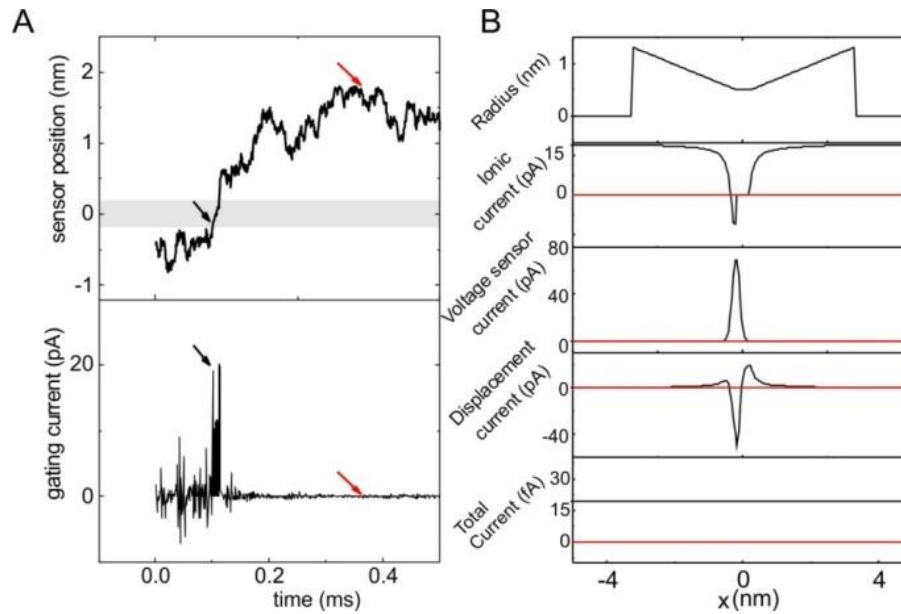 A
B
sensor position (nm)
2
1
0
-1
gating current (pA)
20
0
0.0
0.2
0.4
time (ms)
Radius (nm)
1
0
Ionic
current (pA)
15
0
Voltage sensor
current (pA)
80
40
0
Displacement
current (pA)
0
-40
Total
Current (fA)
30
15
0
-4
0
4
x (nm)